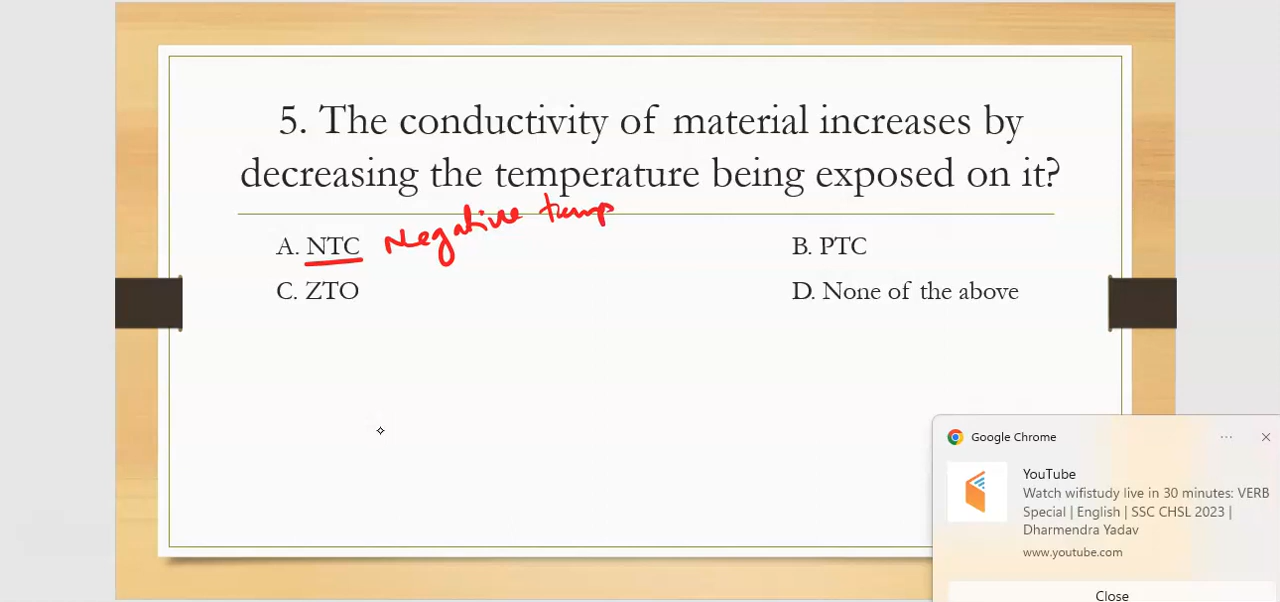 5. The conductivity of material increases by
decreasing the temperature being exposed on it?
A. NTC Negative temp
B. PTC
C. ZTO
D. None of the above
Google Chrome
YouTube
Watch wifistudy live in 30 minutes: VERB
Special | English | SSC CHSL 2023 |
Dharmendra Yadav
www.youtube.com
Close